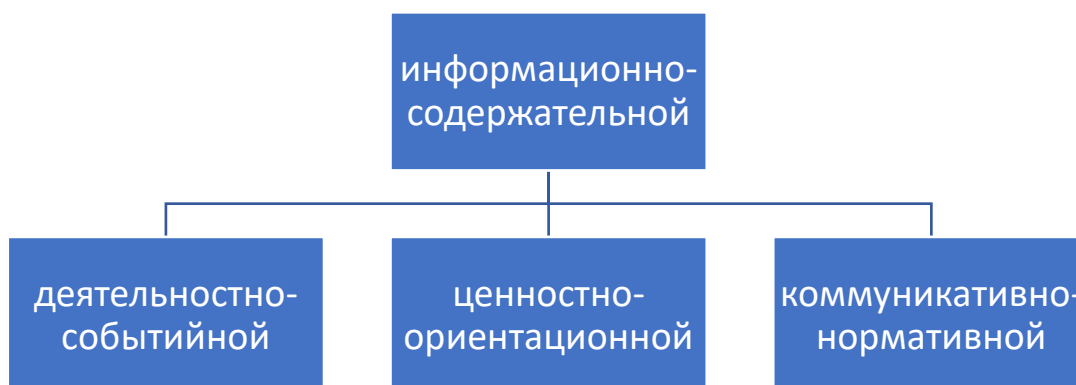 информационно-
содержательной
деятельностно-
событийной
ценностно-
ориентационной
коммуникативно-
нормативной